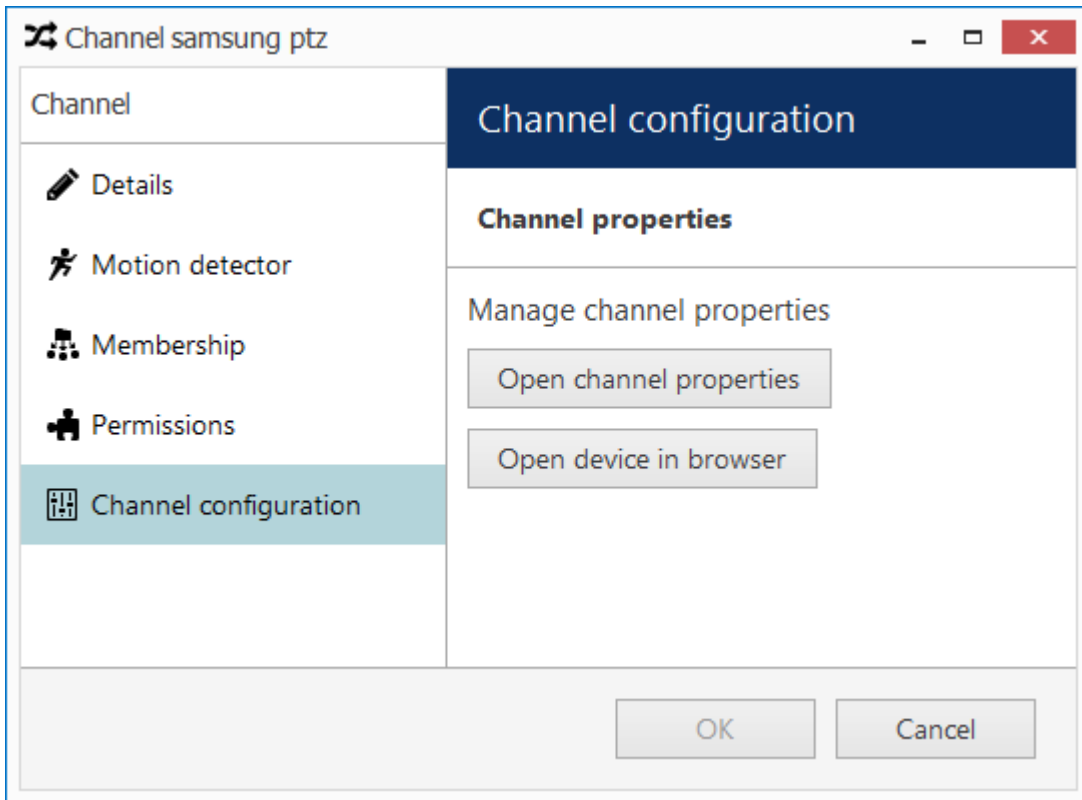 Channel samsung ptz
Channel
Details
Motion detector
Membership
Permissions
Channel configuration
Channel configuration
Channel properties
Manage channel properties
Open channel properties
Open device in browser
OK
Cancel